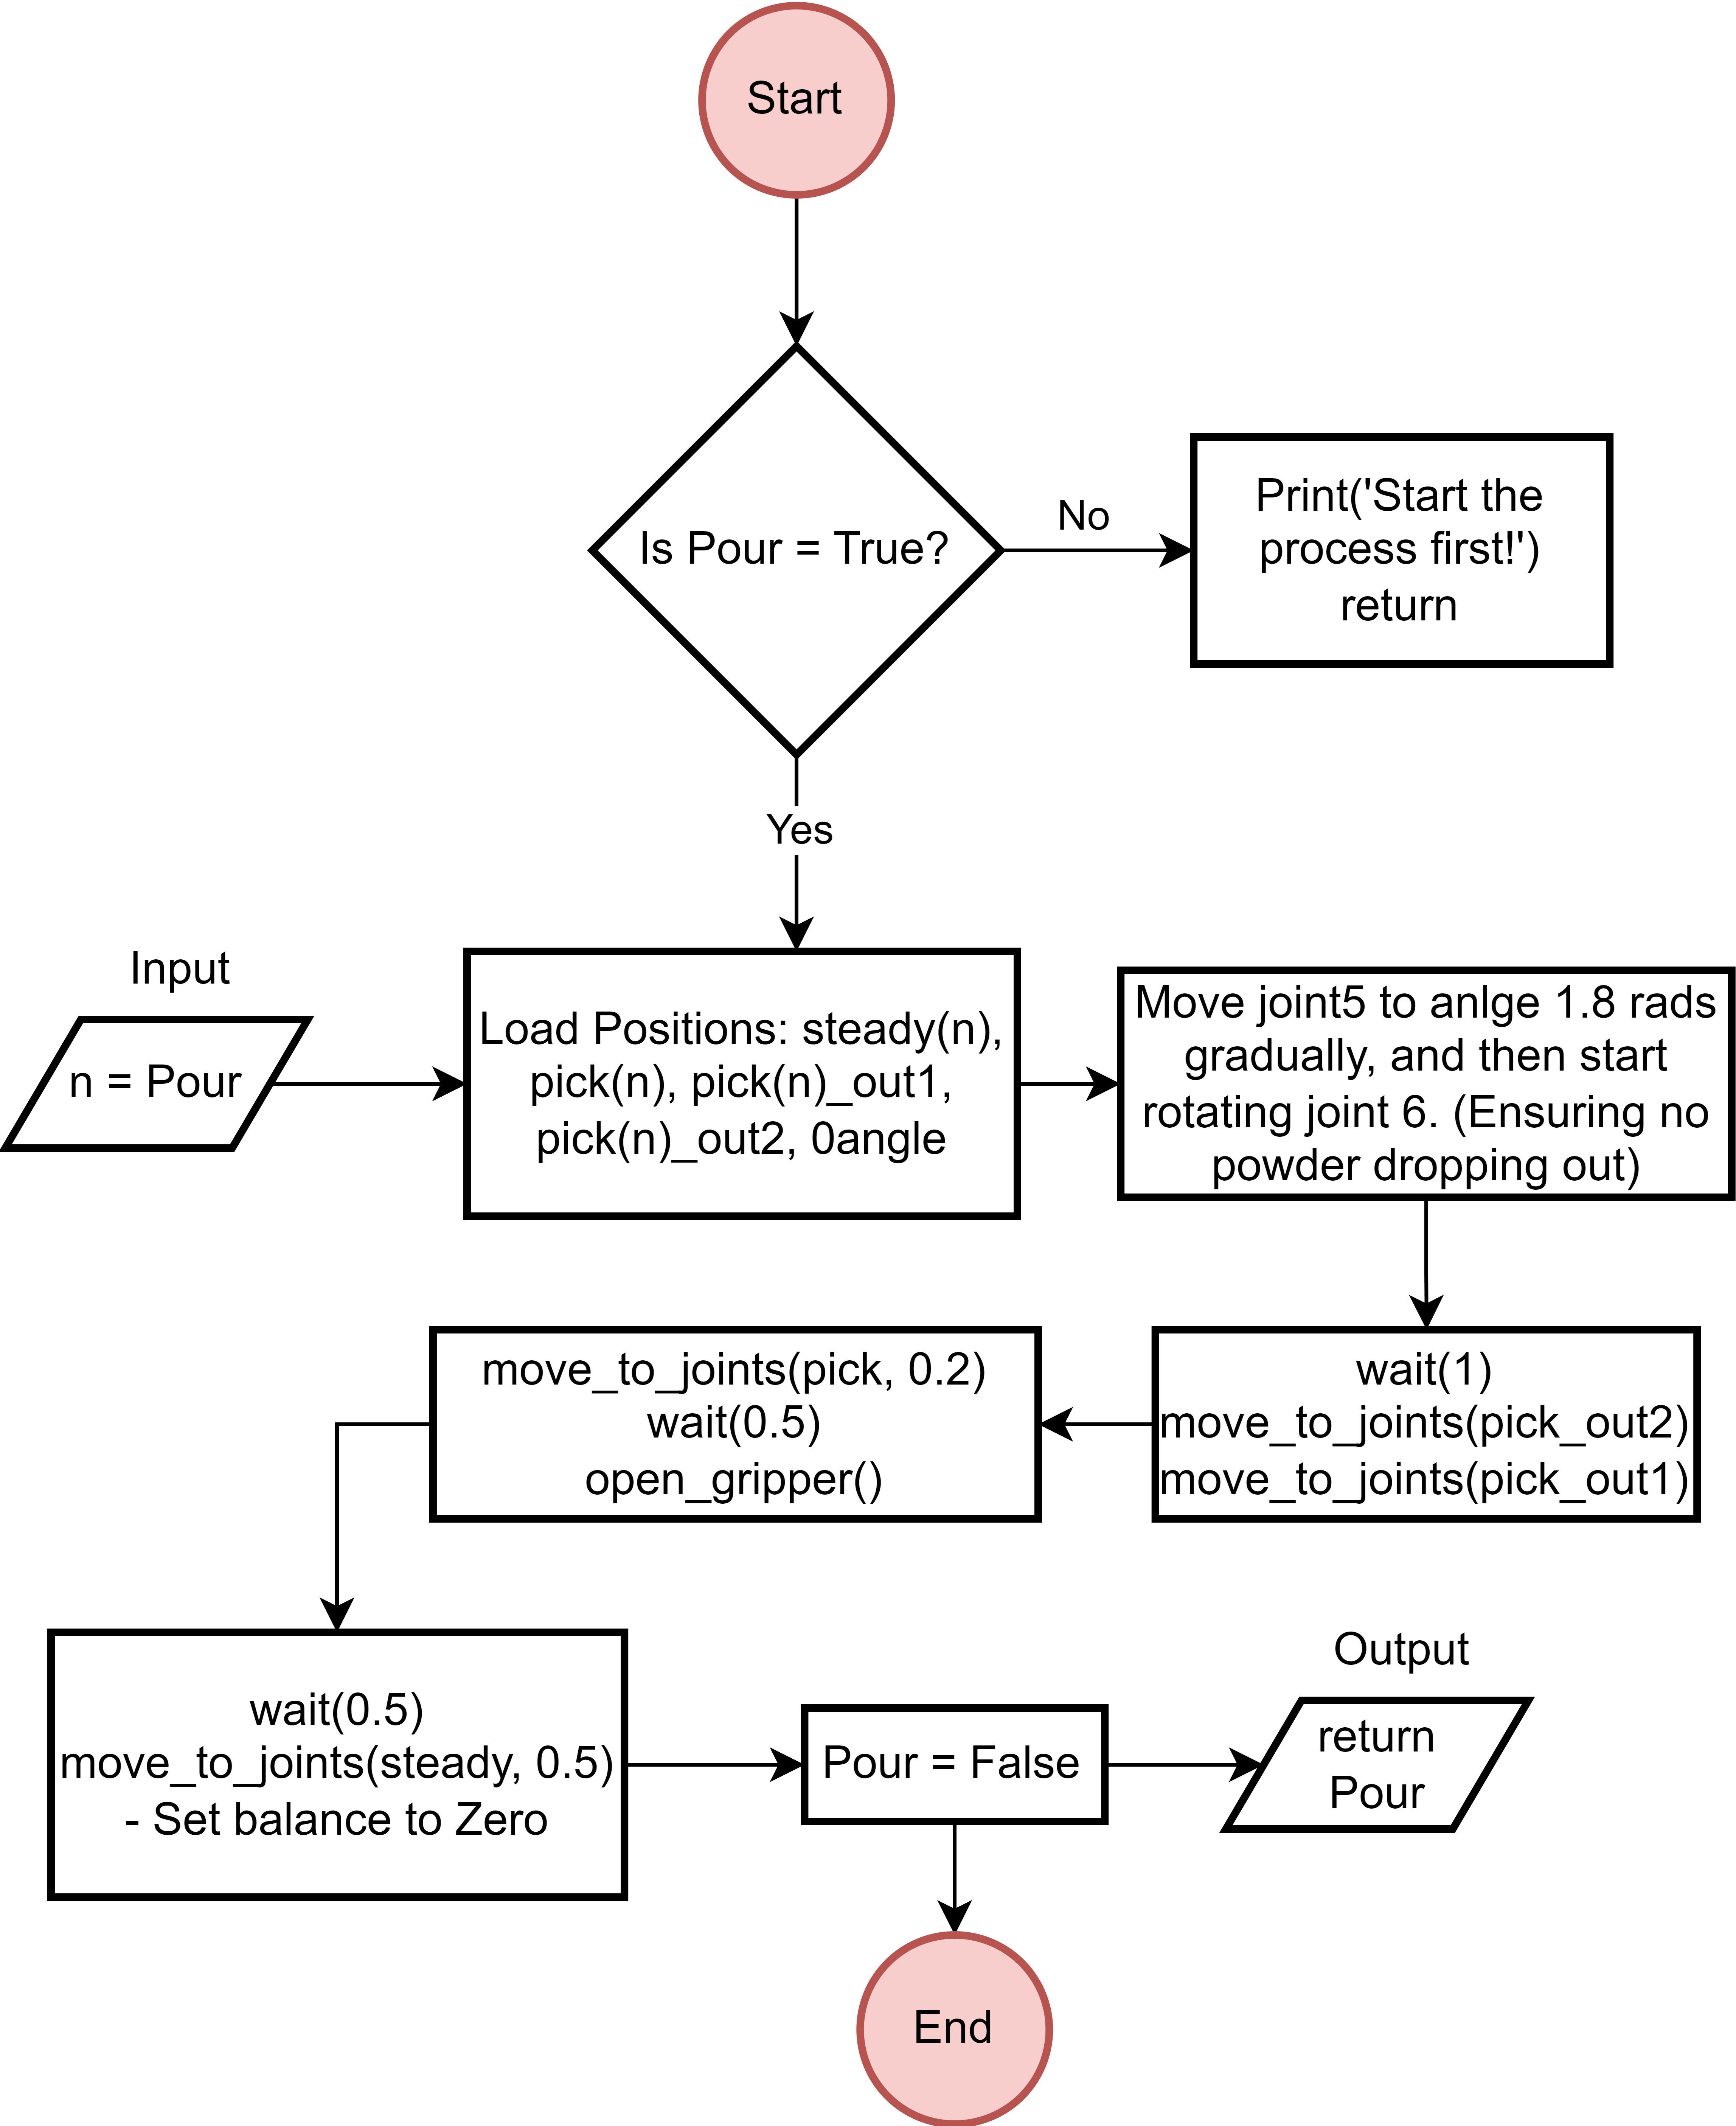 Start
Is Pour = True?
No
Print('Start the
process first!')
return
Yes
Input
n = Pour
Load Positions: steady(n),
pick(n), pick(n)_out1,
pick(n)_out2, 0angle
Move joint5 to anlge 1.8 rads
gradually, and then start
rotating joint 6. (Ensuring no
powder dropping out)
wait(1)
move_to_joints(pick_out2)
move_to_joints(pick_out1)
move_to_joints(pick, 0.2)
wait(0.5)
open_gripper()
wait(0.5)
move_to_joints(steady, 0.5)
- Set balance to Zero
Pour = False
Output
return
Pour
End